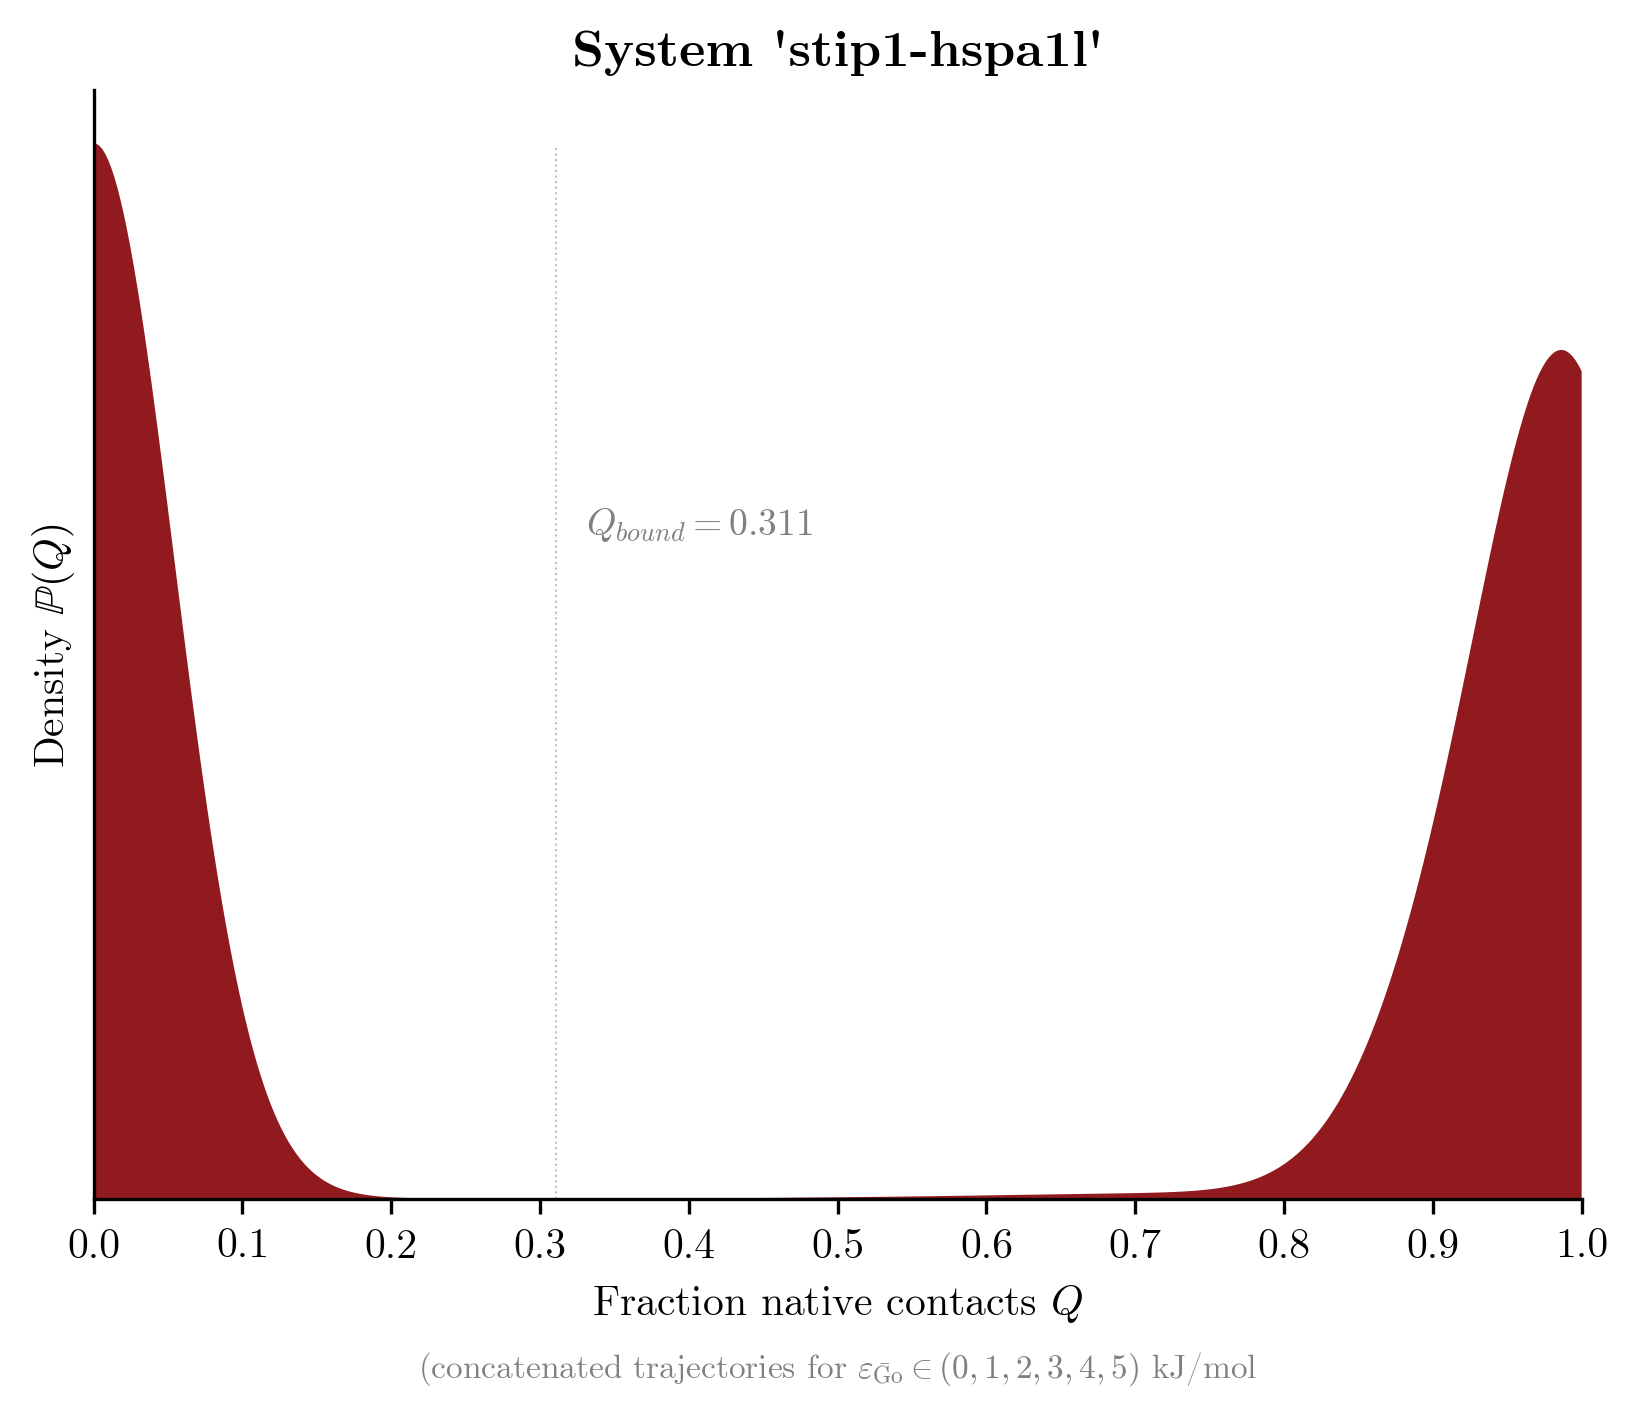 System 'stip1-hspa1l'
Density ℙ(Q)
Q_bound = 0.311
0.0 0.1 0.2 0.3 0.4 0.5 0.6 0.7 0.8 0.9 1.0
Fraction native contacts Q
(concatenated trajectories for ε_Ḡo ∈ (0, 1, 2, 3, 4, 5) kJ/mol